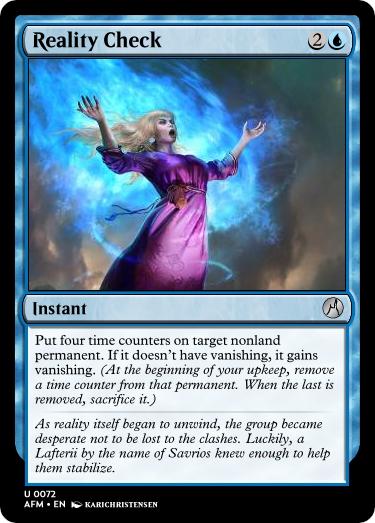 Reality Check 2
Instant
Put four time counters on target nonland
permanent. If it doesn't have vanishing, it gains
vanishing. (At the beginning of your upkeep, remove
a time counter from that permanent. When the last is
removed, sacrifice it.)
As reality itself began to unwind, the group became
desperate not to be lost to the clashes. Luckily, a
Lafterii by the name of Savrios knew enough to help
them stabilize.
U 0072
AFM • EN KARICHRISTENSEN